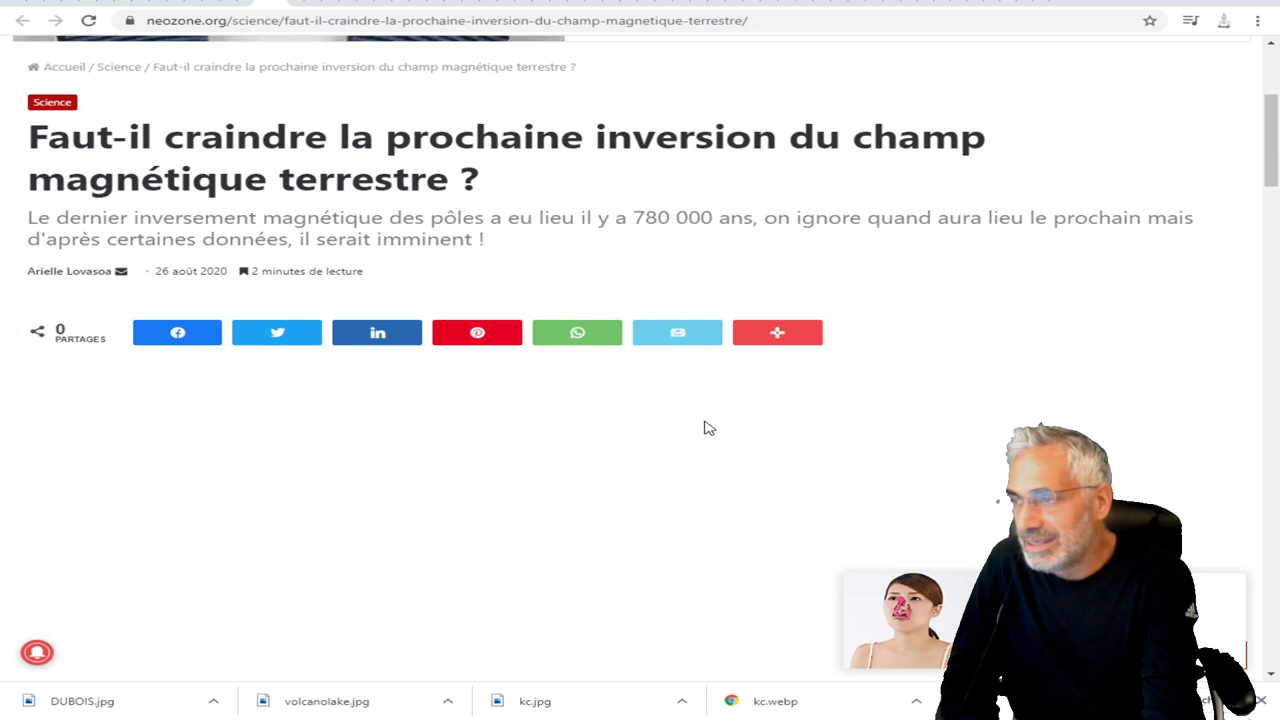 neozone.org/science/faut-il-craindre-la-prochaine-inversion-du-champ-magnetique-terrestre/
Accueil / Science / Faut-il craindre la prochaine inversion du champ magnétique terrestre ?
Science
Faut-il craindre la prochaine inversion du champ
magnétique terrestre ?
Le dernier inversement magnétique des pôles a eu lieu il y a 780 000 ans, on ignore quand aura lieu le prochain mais
d'après certaines données, il serait imminent !
Arielle Lovasoa - 26 août 2020 2 minutes de lecture
0
PARTAGES
DUBOIS.jpg
volcanolake.jpg
kc.jpg
kc.webp